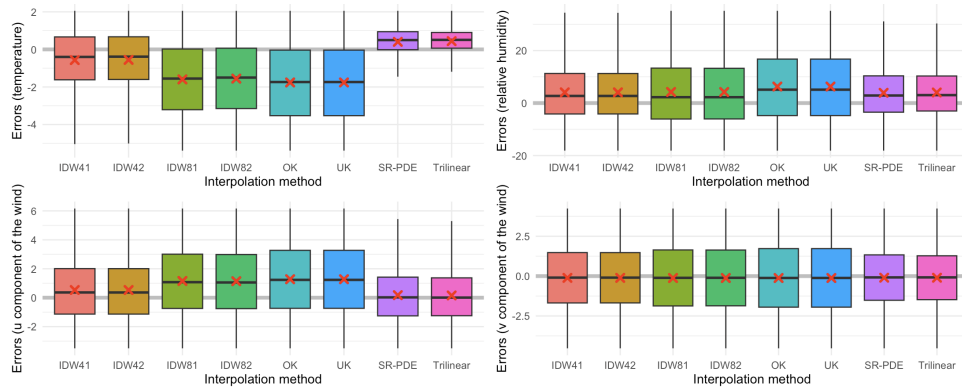 Errors (temperature)
2
0
-2
-4
IDW41 IDW42 IDW81 IDW82 OK UK SR-PDE Trilinear
Interpolation method
Errors (relative humidity)
20
0
-20
IDW41 IDW42 IDW81 IDW82 OK UK SR-PDE Trilinear
Interpolation method
Errors (u component of the wind)
6
4
2
0
-2
IDW41 IDW42 IDW81 IDW82 OK UK SR-PDE Trilinear
Interpolation method
Errors (v component of the wind)
2.5
0.0
-2.5
IDW41 IDW42 IDW81 IDW82 OK UK SR-PDE Trilinear
Interpolation method